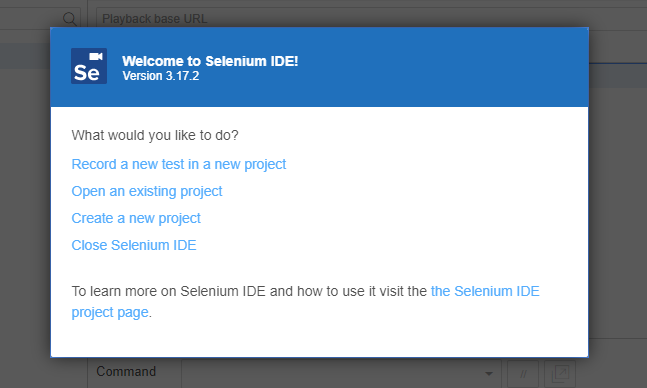 Playback base URL
Se
Welcome to Selenium IDE!
Version 3.17.2
What would you like to do?
Record a new test in a new project
Open an existing project
Create a new project
Close Selenium IDE
To learn more on Selenium IDE and how to use it visit the the Selenium IDE
project page.
Command
//